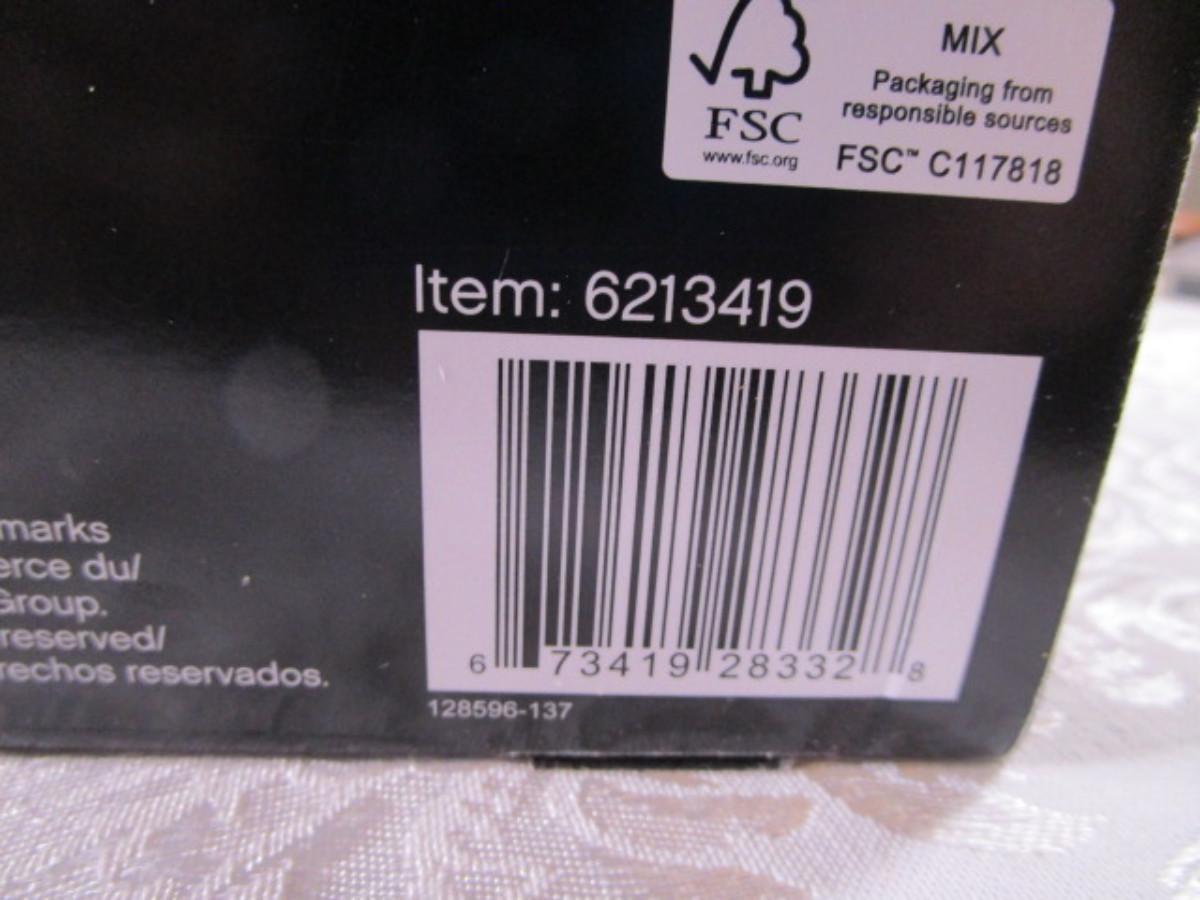 MIX
Packaging from
responsible sources
FSC
www.fsc.org
FSC™ C117818
Item: 6213419
6 73419 28332 8
128596-137
marks
erce du/
Group.
reserved/
rechos reservados.